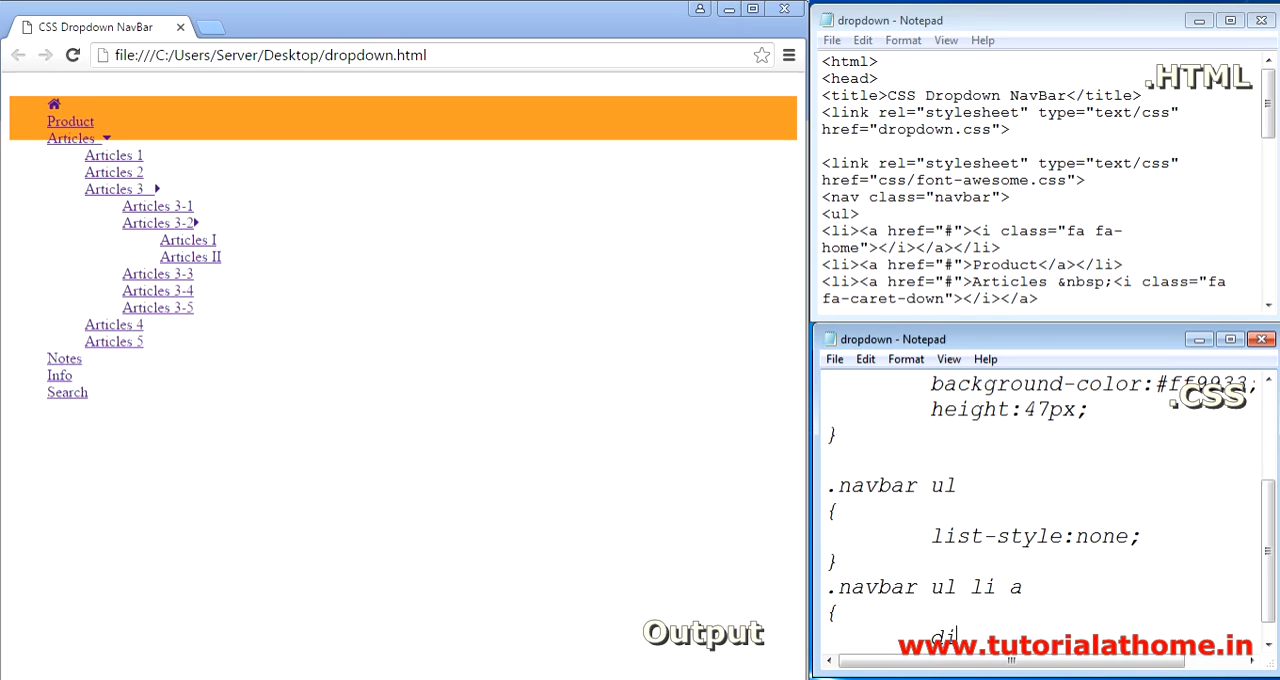 CSS Dropdown NavBar
file:///C:/Users/Server/Desktop/dropdown.html
Product
Articles
Articles 1
Articles 2
Articles 3
Articles 3-1
Articles 3-2
Articles I
Articles II
Articles 3-3
Articles 3-4
Articles 3-5
Articles 4
Articles 5
Notes
Info
Search
Output
dropdown - Notepad
File Edit Format View Help
.HTML
<html>
<head>
<title>CSS Dropdown NavBar</title>
<link rel="stylesheet" type="text/css"
href="dropdown.css">
<link rel="stylesheet" type="text/css"
href="css/font-awesome.css">
<nav class="navbar">
<ul>
<li><a href="#"><i class="fa fa-
home"></i></a></li>
<li><a href="#">Product</a></li>
<li><a href="#">Articles &nbsp;<i class="fa
fa-caret-down"></i></a>
dropdown - Notepad
File Edit Format View Help
.CSS
background-color:#ff9933;
height:47px;
}
.navbar ul
{
list-style:none;
}
.navbar ul li a
{
di
www.tutorialathome.in